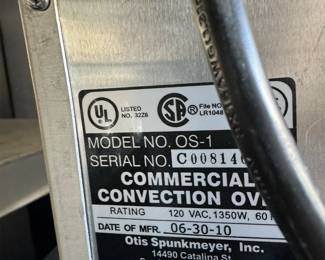 UL LISTED NO. 32Z8 SA File No LR1048
MODEL NO. OS-1
SERIAL NO. C00814
COMMERCIAL
CONVECTION OV
RATING 120 VAC, 1350W, 60
DATE OF MFR. 06-30-10
Otis Spunkmeyer, Inc.
14490 Catalina St.